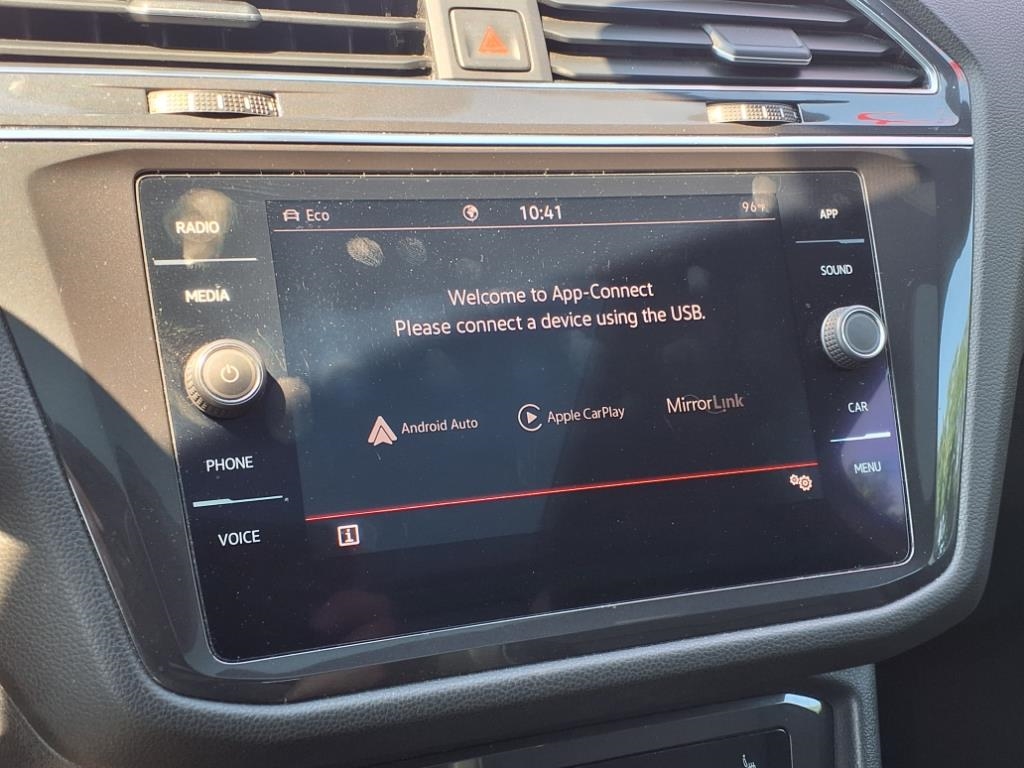 RADIO
MEDIA
PHONE
VOICE
Eco
10:41
Welcome to App-Connect
Please connect a device using the USB.
Android Auto
Apple CarPlay
MirrorLink
i
APP
SOUND
CAR
MENU